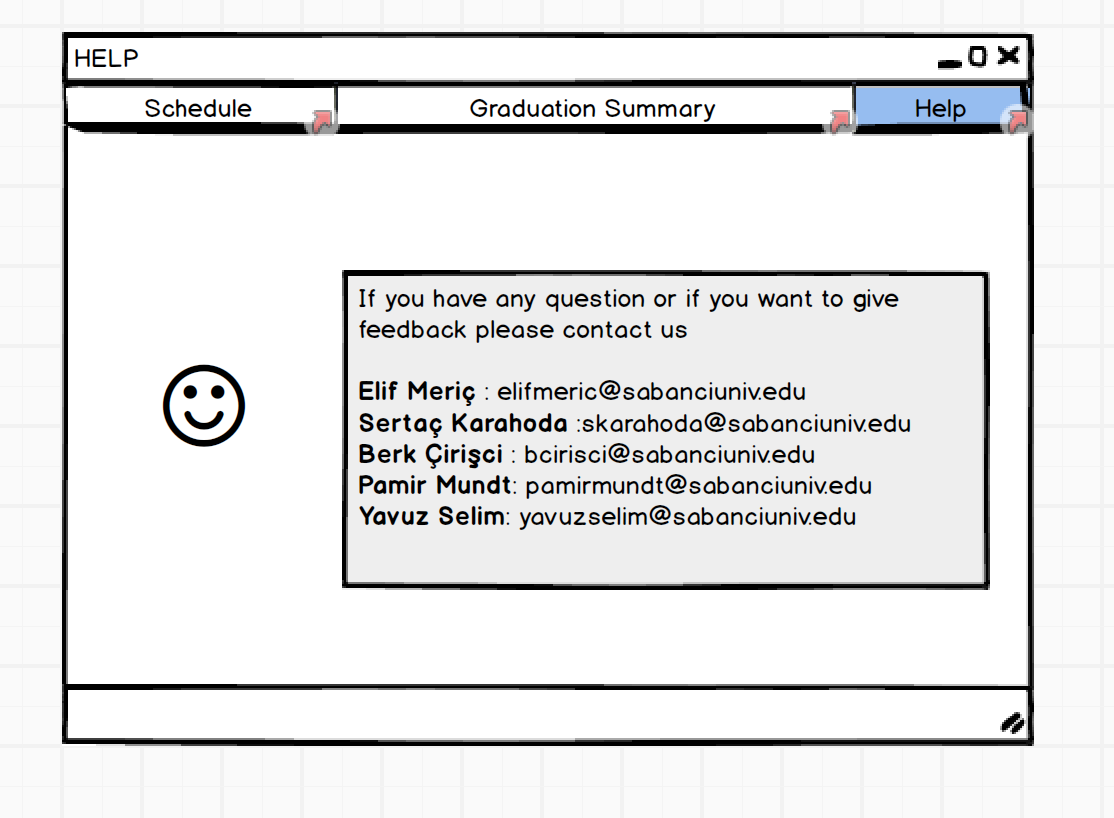 HELP
Schedule
Graduation Summary
Help
If you have any question or if you want to give
feedback please contact us
Elif Meriç : elifmeric@sabanciuniv.edu
Sertaç Karahoda :skarahoda@sabanciuniv.edu
Berk Çirişci : bcirisci@sabanciuniv.edu
Pamir Mundt: pamirmundt@sabanciuniv.edu
Yavuz Selim: yavuzselim@sabanciuniv.edu